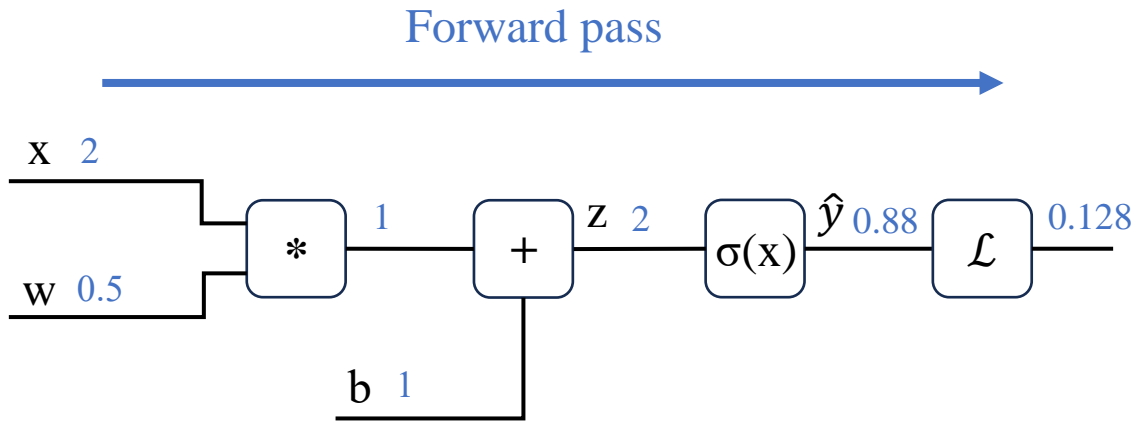 Forward pass
x 2
* 1 + z 2 σ(x) ŷ 0.88 ℒ 0.128
w 0.5
b 1